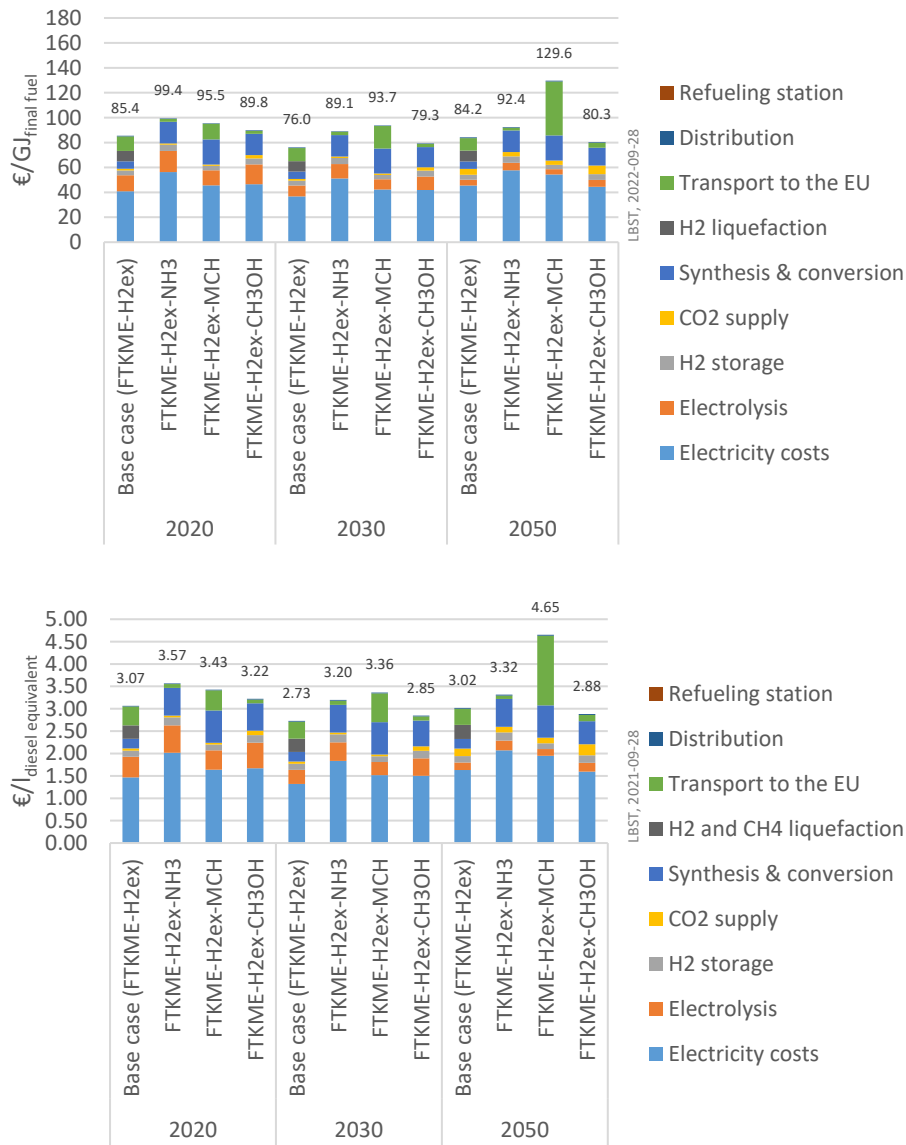 180
160
140
120
100
80
60
40
20
0
€/GJfinal fuel
85.4
99.4
95.5
89.8
76.0
89.1
93.7
79.3
84.2
92.4
129.6
80.3
Base case (FTKME-H2ex)
FTKME-H2ex-NH3
FTKME-H2ex-MCH
FTKME-H2ex-CH3OH
Base case (FTKME-H2ex)
FTKME-H2ex-NH3
FTKME-H2ex-MCH
FTKME-H2ex-CH3OH
Base case (FTKME-H2ex)
FTKME-H2ex-NH3
FTKME-H2ex-MCH
FTKME-H2ex-CH3OH
2020
2030
2050
LBST, 2022-09-28
Refueling station
Distribution
Transport to the EU
H2 liquefaction
Synthesis & conversion
CO2 supply
H2 storage
Electrolysis
Electricity costs
5.00
4.50
4.00
3.50
3.00
2.50
2.00
1.50
1.00
0.50
0.00
€/ldiesel equivalent
3.07
3.57
3.43
3.22
2.73
3.20
3.36
2.85
3.02
3.32
4.65
2.88
Base case (FTKME-H2ex)
FTKME-H2ex-NH3
FTKME-H2ex-MCH
FTKME-H2ex-CH3OH
Base case (FTKME-H2ex)
FTKME-H2ex-NH3
FTKME-H2ex-MCH
FTKME-H2ex-CH3OH
Base case (FTKME-H2ex)
FTKME-H2ex-NH3
FTKME-H2ex-MCH
FTKME-H2ex-CH3OH
2020
2030
2050
LBST, 2021-09-28
Refueling station
Distribution
Transport to the EU
H2 and CH4 liquefaction
Synthesis & conversion
CO2 supply
H2 storage
Electrolysis
Electricity costs